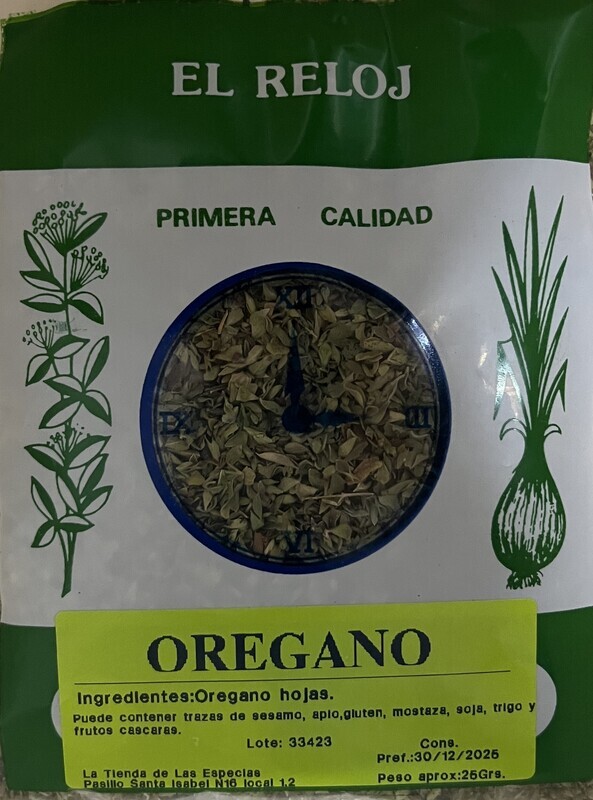 EL RELOJ
PRIMERA CALIDAD
XII
IX III
VI
OREGANO
Ingredientes:Oregano hojas.
Puede contener trazas de sesamo, apio,gluten, mostaza, soja, trigo y
frutos cascaras.
Lote: 33423 Cons.
Pref.:30/12/2025
La Tienda de Las Especias Peso aprox:25Grs.
Pasillo Santa Isabel N16 local 1,2